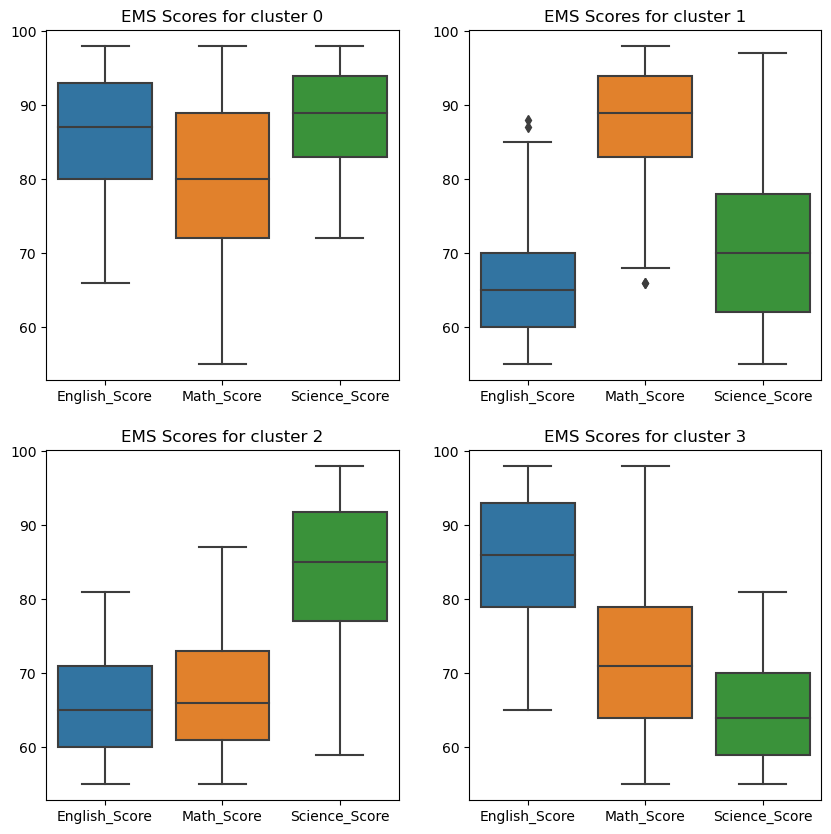 EMS Scores for cluster 0
100
90
80
70
60
English_Score Math_Score Science_Score
EMS Scores for cluster 1
100
90
80
70
60
English_Score Math_Score Science_Score
EMS Scores for cluster 2
100
90
80
70
60
English_Score Math_Score Science_Score
EMS Scores for cluster 3
100
90
80
70
60
English_Score Math_Score Science_Score